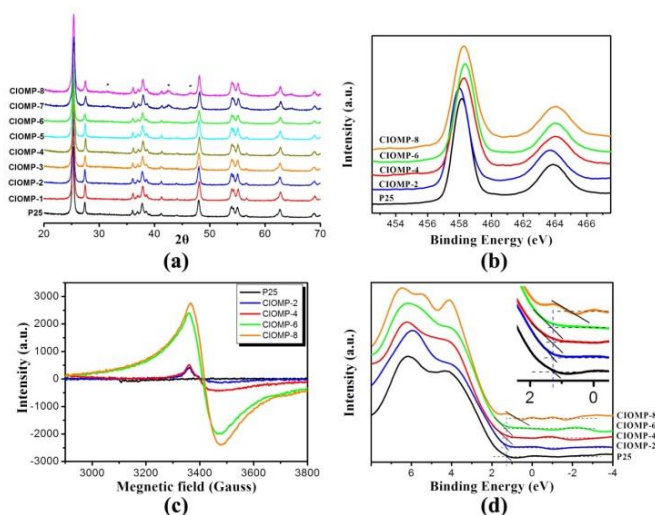 CIOMP-8
CIOMP-7
CIOMP-6
CIOMP-5
CIOMP-4
CIOMP-3
CIOMP-2
CIOMP-1
P25
20 30 40 50 60 70
2θ
(a)
Intensity (a.u.)
CIOMP-8
CIOMP-6
CIOMP-4
CIOMP-2
P25
454 456 458 460 462 464 466
Binding Energy (eV)
(b)
Intensity (a.u.)
3000
2000
1000
0
-1000
-2000
-3000
P25
CIOMP-2
CIOMP-4
CIOMP-6
CIOMP-8
3000 3200 3400 3600 3800
Megnetic field (Gauss)
(c)
Intensity (a.u.)
2 0
CIOMP-8
CIOMP-6
CIOMP-4
CIOMP-2
P25
6 4 2 0 -2 -4
Binding Energy (eV)
(d)